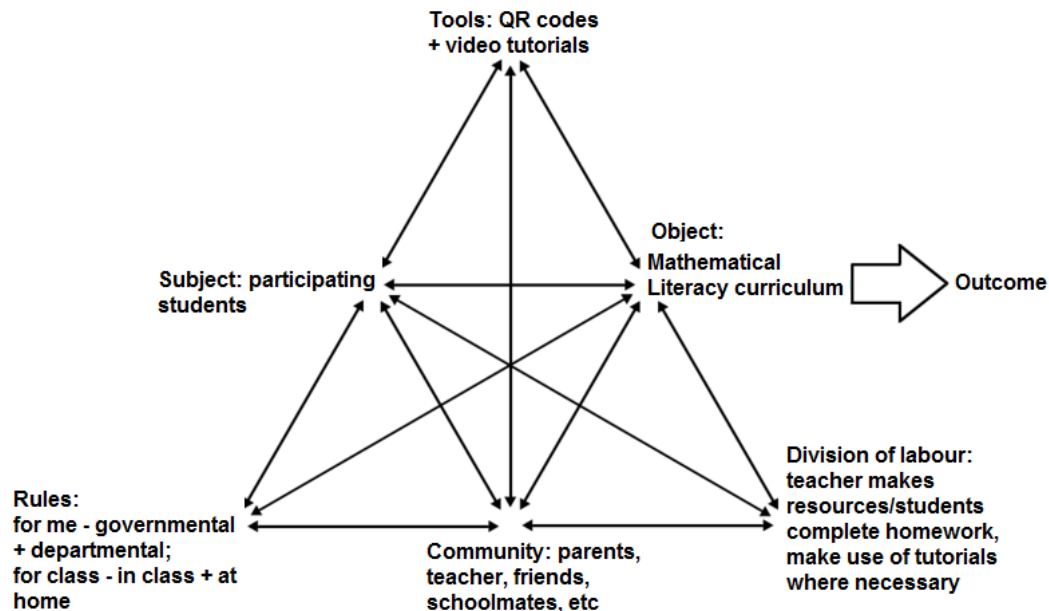 Tools: QR codes
+ video tutorials
Subject: participating
students
Object:
Mathematical
Literacy curriculum
Outcome
Rules:
for me - governmental
+ departmental;
for class - in class + at
home
Community: parents,
teacher, friends,
schoolmates, etc
Division of labour:
teacher makes
resources/students
complete homework,
make use of tutorials
where necessary